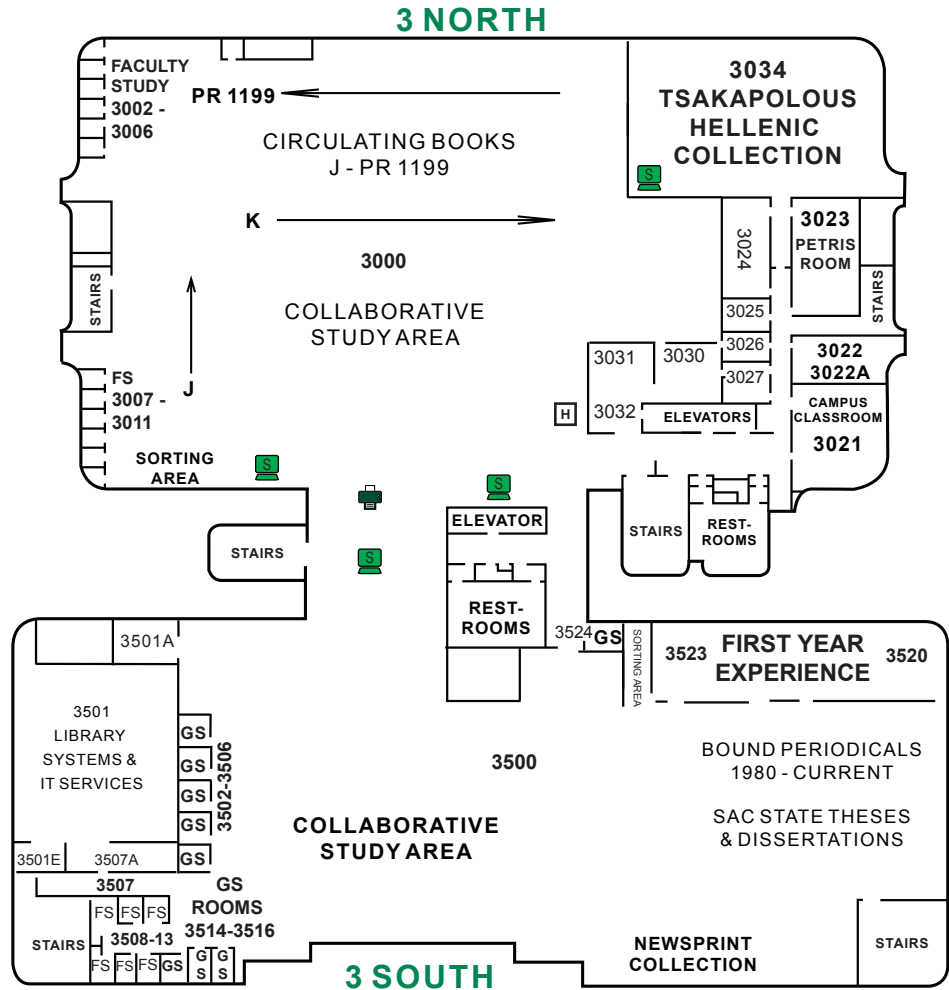 3 NORTH
FACULTY
STUDY
3002 -
3006
PR 1199
CIRCULATING BOOKS
J - PR 1199
3034
TSAKAPOLOUS
HELLENIC
COLLECTION
S
K
3000
COLLABORATIVE
STUDY AREA
STAIRS
J
3024
3023
PETRIS
ROOM
STAIRS
3025
3026
3027
3031
3030
3032
H
ELEVATORS
3022
3022A
CAMPUS
CLASSROOM
3021
FS
3007 -
3011
SORTING
AREA
S
S
S
STAIRS
ELEVATOR
REST-
ROOMS
STAIRS
REST-
ROOMS
3524
GS
SORTING AREA
3523
FIRST YEAR
EXPERIENCE
3520
3501A
3501
LIBRARY
SYSTEMS &
IT SERVICES
GS
GS
GS
GS
GS
3502-3506
3500
COLLABORATIVE
STUDY AREA
BOUND PERIODICALS
1980 - CURRENT
SAC STATE THESES
& DISSERTATIONS
3501E
3507A
3507
FS
FS
FS
GS
ROOMS
3514-3516
STAIRS
3508-13
FS
FS
FS
GS
GS
GS
NEWSPRINT
COLLECTION
STAIRS
3 SOUTH